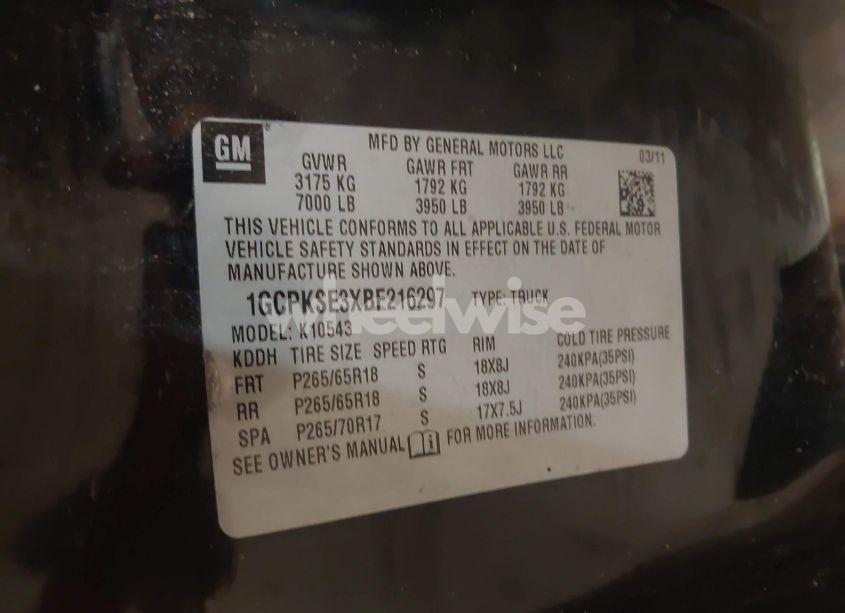 GM
MFD BY GENERAL MOTORS LLC 03/11
GVWR GAWR FRT GAWR RR
3175 KG 1792 KG 1792 KG
7000 LB 3950 LB 3950 LB
THIS VEHICLE CONFORMS TO ALL APPLICABLE U.S. FEDERAL MOTOR
VEHICLE SAFETY STANDARDS IN EFFECT ON THE DATE OF
MANUFACTURE SHOWN ABOVE.
1GCPKSE3XBF216297 TYPE: TRUCK
wheelwise
MODEL: K10543
KDDH TIRE SIZE SPEED RTG RIM COLD TIRE PRESSURE
FRT P265/65R18 S 18X8J 240KPA(35PSI)
RR P265/65R18 S 18X8J 240KPA(35PSI)
SPA P265/70R17 S 17X7.5J 240KPA(35PSI)
SEE OWNER'S MANUAL FOR MORE INFORMATION.